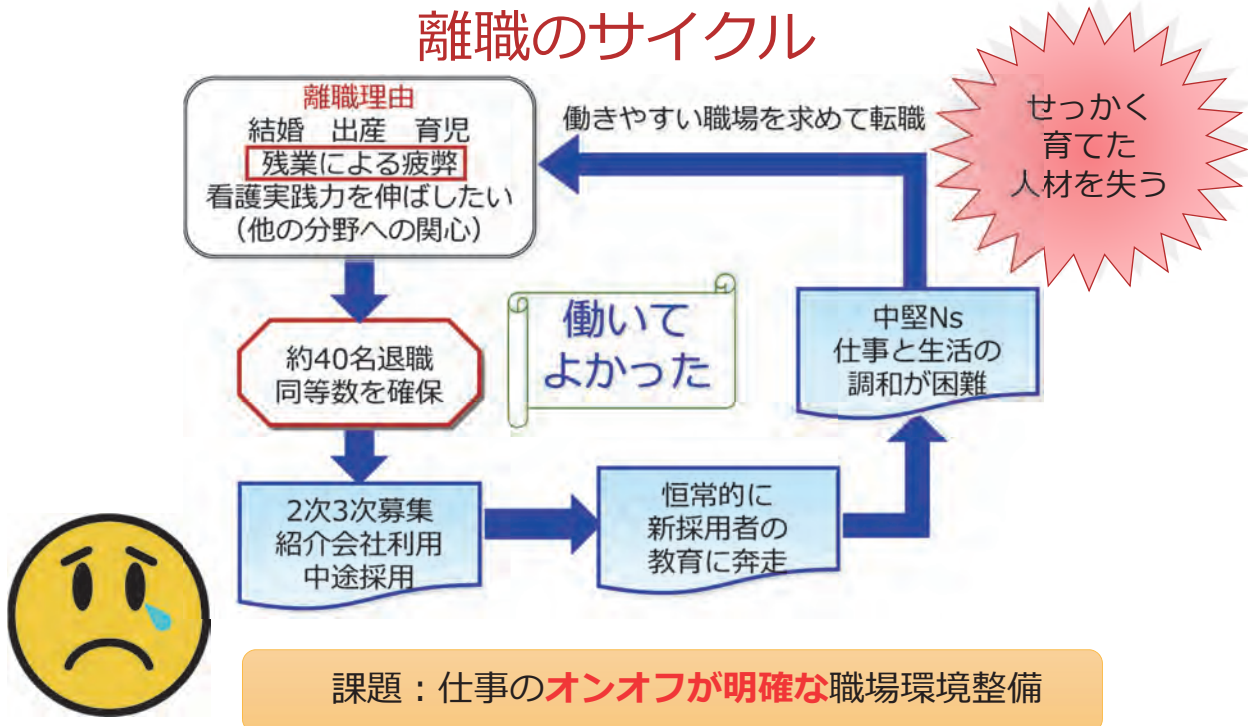 離職のサイクル
離職理由
結婚　出産　育児
残業による疲弊
看護実践力を伸ばしたい
（他の分野への関心）
働きやすい職場を求めて転職
せっかく
育てた
人材を失う
約40名退職
同等数を確保
働いて
よかった
中堅Ns
仕事と生活の
調和が困難
2次3次募集
紹介会社利用
中途採用
恒常的に
新採用者の
教育に奔走
課題：仕事のオンオフが明確な職場環境整備